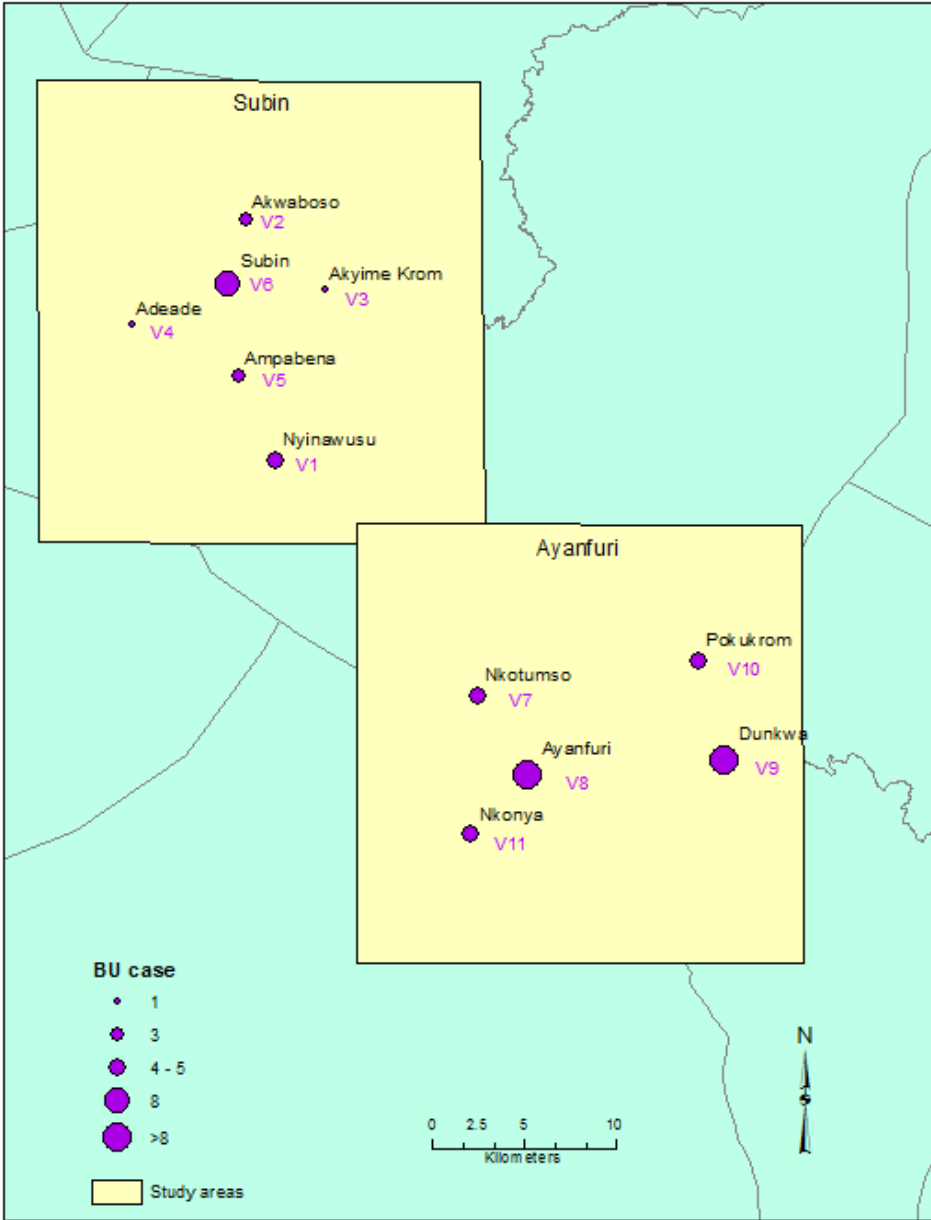 Subin
Akwaboso
V2
Subin
V6
Akyime Krom
V3
Adeade
V4
Ampabena
V5
Nyinawusu
V1
Ayanfuri
Pokukrom
V10
Nkotumso
V7
Dunkwa
V9
Ayanfuri
V8
Nkonya
V11
BU case
1
3
4 - 5
8
>8
Study areas
0 2.5 5 10
Kilometers
N